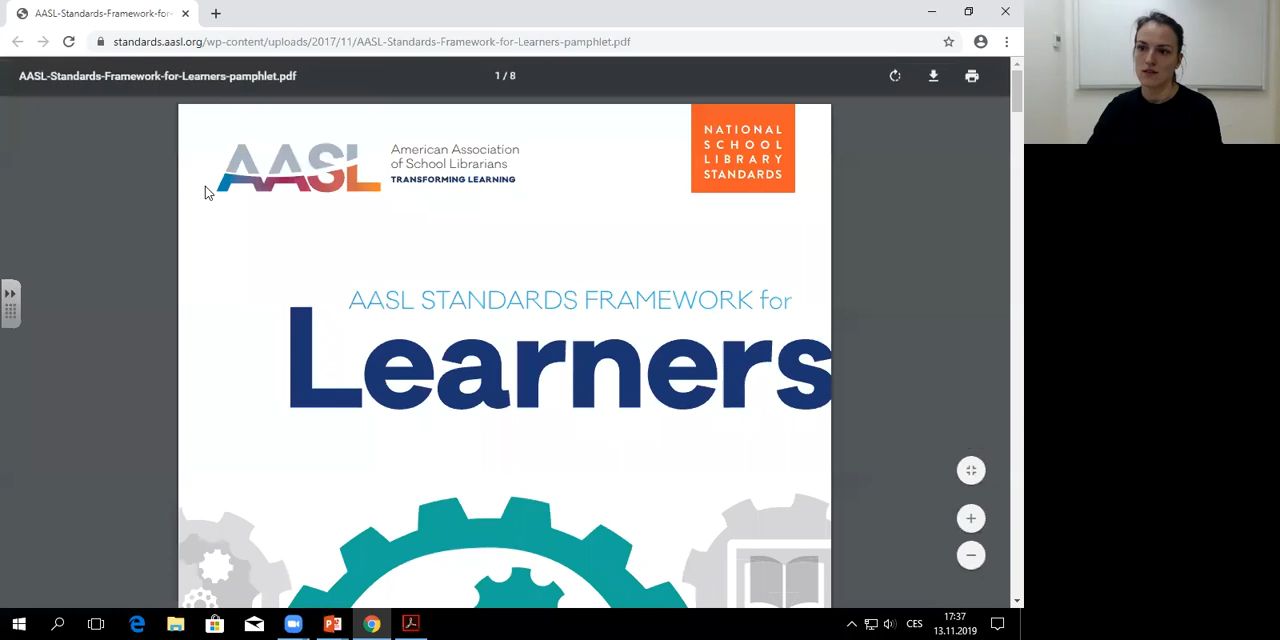 AASL-Standards-Framework-for-
standards.aasl.org/wp-content/uploads/2017/11/AASL-Standards-Framework-for-Learners-pamphlet.pdf
AASL-Standards-Framework-for-Learners-pamphlet.pdf
1 / 8
AASL
American Association
of School Librarians
TRANSFORMING LEARNING
NATIONAL
SCHOOL
LIBRARY
STANDARDS
AASL STANDARDS FRAMEWORK for
Learners
CES
17:37
13.11.2019